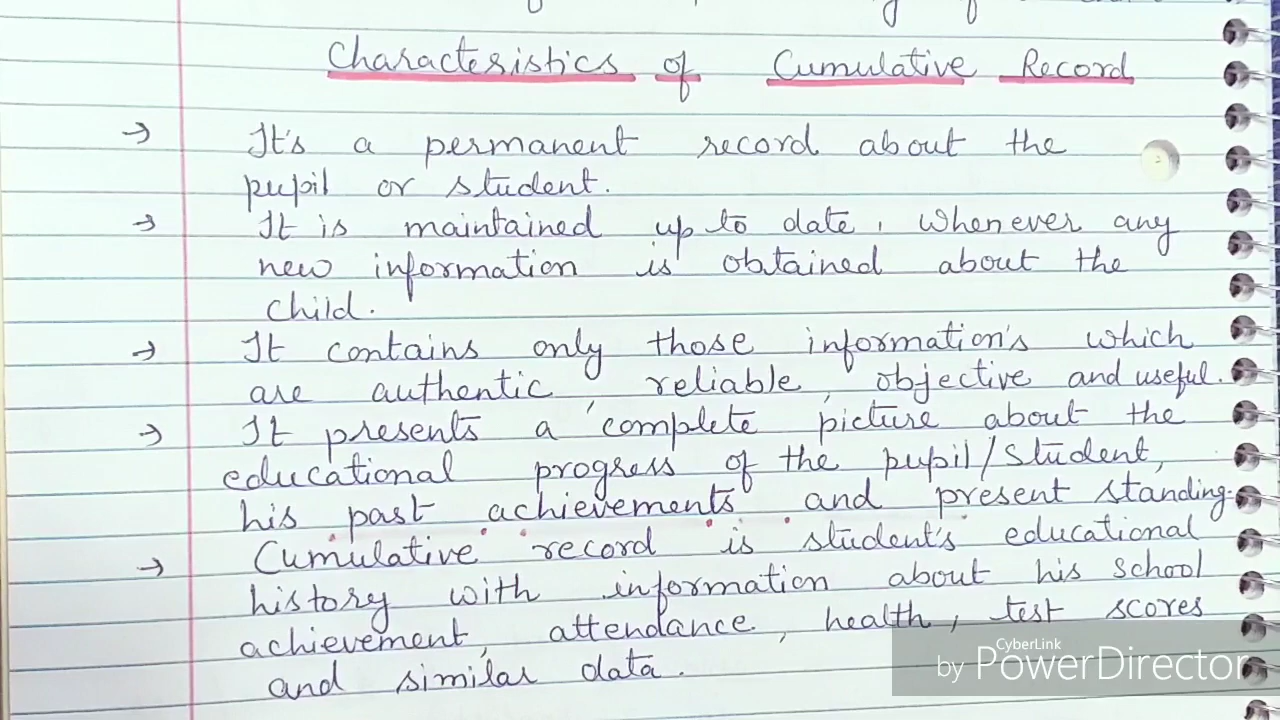 Characteristics of Cumulative Record
→ It's a permanent record about the
pupil or student.
→ It is maintained up to date, whenever any
new information is obtained about the
child.
→ It contains only those information's which
are authentic, reliable, objective and useful.
→ It presents a complete picture about the
educational progress of the pupil/student,
his past achievements and present standing.
→ Cumulative record is student's educational
history with information about his school
achievement, attendance, health, test scores
and similar data.
CyberLink
by PowerDirector